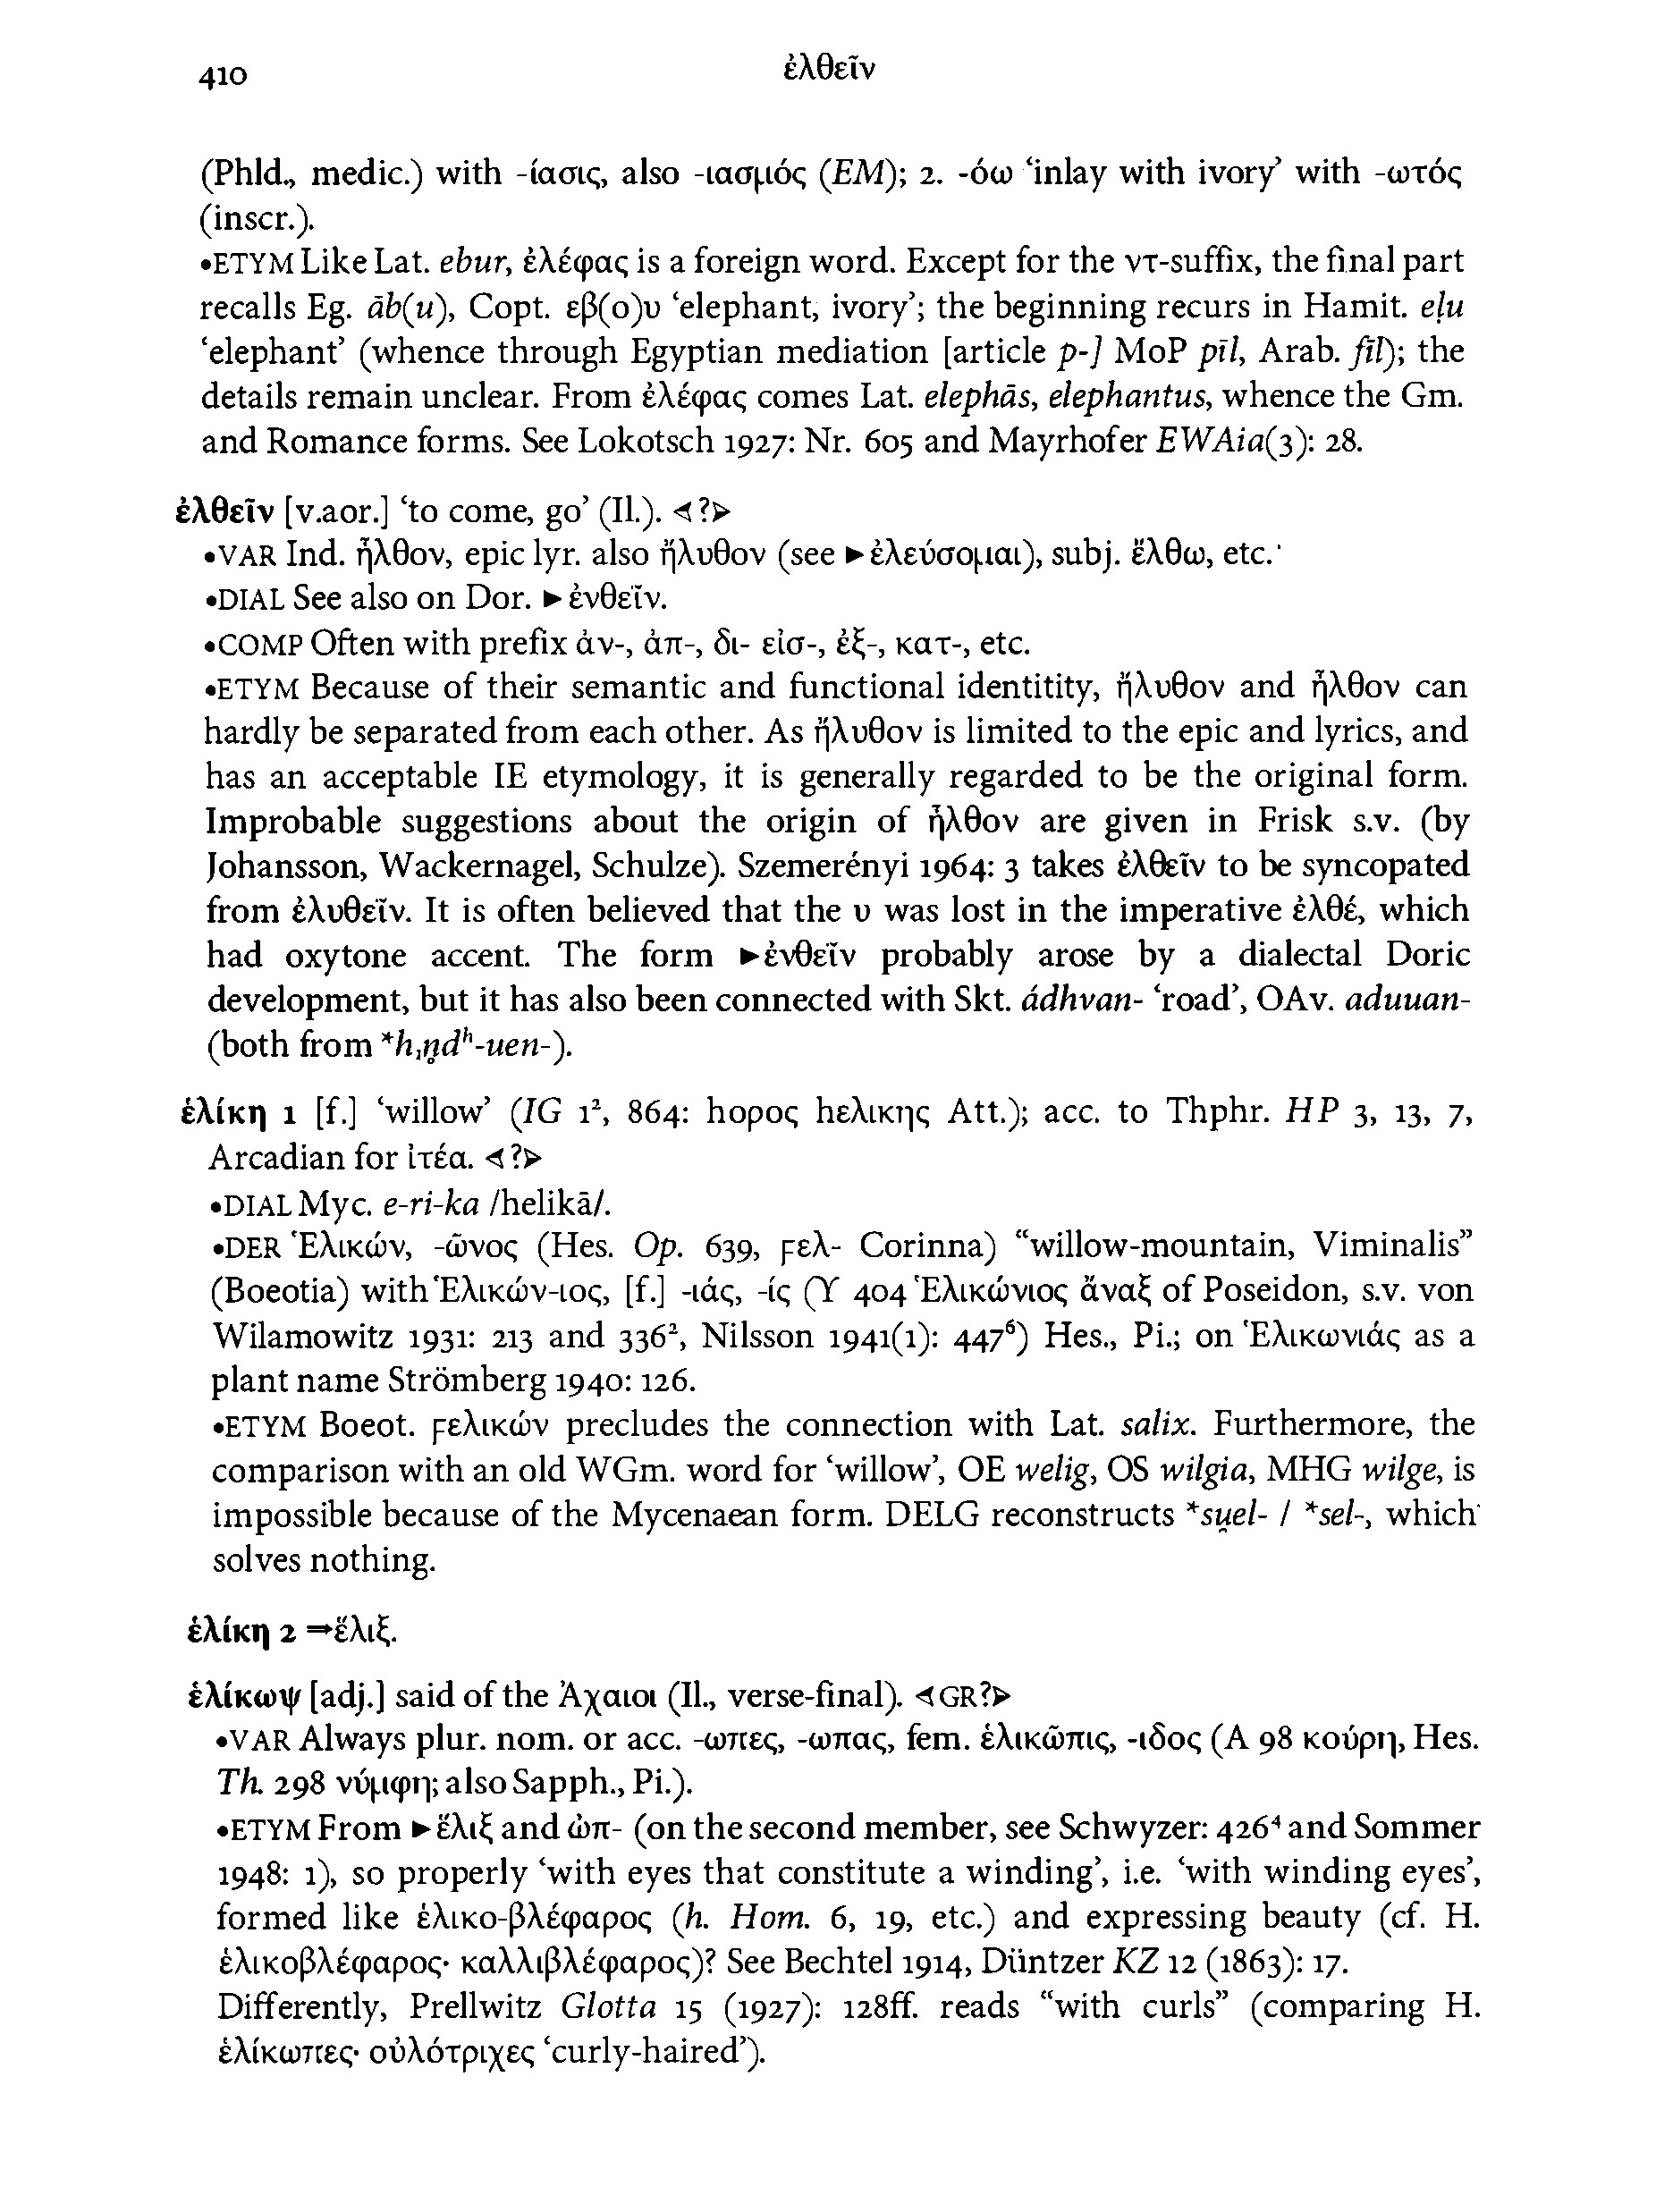 410 ἐλθεῖν
(Phld., medic.) with -ίασις, also -ιασμός (EM); 2. -όω ‘inlay with ivory’ with -ωτός
(inscr.).
•ETYM Like Lat. ebur, ἐλέφας is a foreign word. Except for the ντ-suffix, the final part
recalls Eg. āb(u), Copt. εβ(ο)υ ‘elephant, ivory’; the beginning recurs in Hamit. eḷu
‘elephant’ (whence through Egyptian mediation [article p-] MoP pīl, Arab. fīl); the
details remain unclear. From ἐλέφας comes Lat. elephās, elephantus, whence the Gm.
and Romance forms. See Lokotsch 1927: Nr. 605 and Mayrhofer EWAia(3): 28.
ἐλθεῖν [v.aor.] ‘to come, go’ (Il.). ⊲?⊳
•VAR Ind. ἦλθον, epic lyr. also ἤλυθον (see ►ἐλεύσομαι), subj. ἔλθω, etc.
•DIAL See also on Dor. ►ἐνθεῖν.
•COMP Often with prefix ἀν-, ἀπ-, δι- εἰσ-, ἐξ-, κατ-, etc.
•ETYM Because of their semantic and functional identitity, ἤλυθον and ἦλθον can
hardly be separated from each other. As ἤλυθον is limited to the epic and lyrics, and
has an acceptable IE etymology, it is generally regarded to be the original form.
Improbable suggestions about the origin of ἦλθον are given in Frisk s.v. (by
Johansson, Wackernagel, Schulze). Szemerényi 1964: 3 takes ἐλθεῖν to be syncopated
from ἐλυθεῖν. It is often believed that the υ was lost in the imperative ἐλθέ, which
had oxytone accent. The form ►ἐνθεῖν probably arose by a dialectal Doric
development, but it has also been connected with Skt. ádhvan- ‘road’, OAv. aduuan-
(both from *h₁n̥dʰ-uen-).
ἑλίκη 1 [f.] ‘willow’ (IG 1², 864: hορος hελικης Att.); acc. to Thphr. HP 3, 13, 7,
Arcadian for ἰτέα. ⊲?⊳
•DIAL Myc. e-ri-ka /helikā/.
•DER Ἑλικών, -ῶνος (Hes. Op. 639, ϝελ- Corinna) “willow-mountain, Viminalis”
(Boeotia) with Ἑλικών-ιος, [f.] -ιάς, -ίς (Υ 404 Ἑλικώνιος ἄναξ of Poseidon, s.v. von
Wilamowitz 1931: 213 and 336², Nilsson 1941(1): 447⁶) Hes., Pi.; on Ἑλικωνιάς as a
plant name Strömberg 1940: 126.
•ETYM Boeot. ϝελικών precludes the connection with Lat. salix. Furthermore, the
comparison with an old WGm. word for ‘willow’, OE welig, OS wilgia, MHG wilge, is
impossible because of the Mycenaean form. DELG reconstructs *su̯el- / *sel-, which
solves nothing.
ἑλίκη 2 ⇒ἕλιξ.
ἑλίκωψ [adj.] said of the Ἀχαιοι (Il., verse-final). ⊲GR?⊳
•VAR Always plur. nom. or acc. -ωπες, -ωπας, fem. ἑλικῶπις, -ιδος (A 98 κούρη, Hes.
Th. 298 νύμφη; also Sapph., Pi.).
•ETYM From ►ἕλιξ and ὠπ- (on the second member, see Schwyzer: 426⁴ and Sommer
1948: 1), so properly ‘with eyes that constitute a winding’, i.e. ‘with winding eyes’,
formed like ἑλικο-βλέφαρος (h. Hom. 6, 19, etc.) and expressing beauty (cf. H.
ἑλικοβλέφαρος· καλλιβλέφαρος)? See Bechtel 1914, Düntzer KZ 12 (1863): 17.
Differently, Prellwitz Glotta 15 (1927): 128ff. reads “with curls” (comparing H.
ἑλίκωπες· οὐλότριχες ‘curly-haired’).